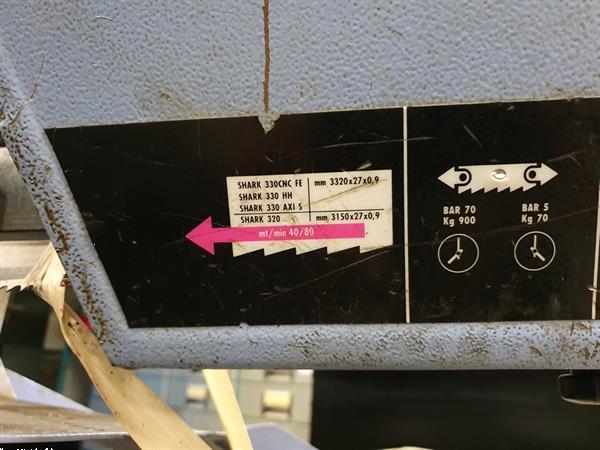 SHARK 330CNC FE mm 3320x27x0,9
SHARK 330 HH
SHARK 330 AXI S
SHARK 320 mm 3150x27x0,9
mt/min 40/80
BAR 70 BAR 5
Kg 900 Kg 70